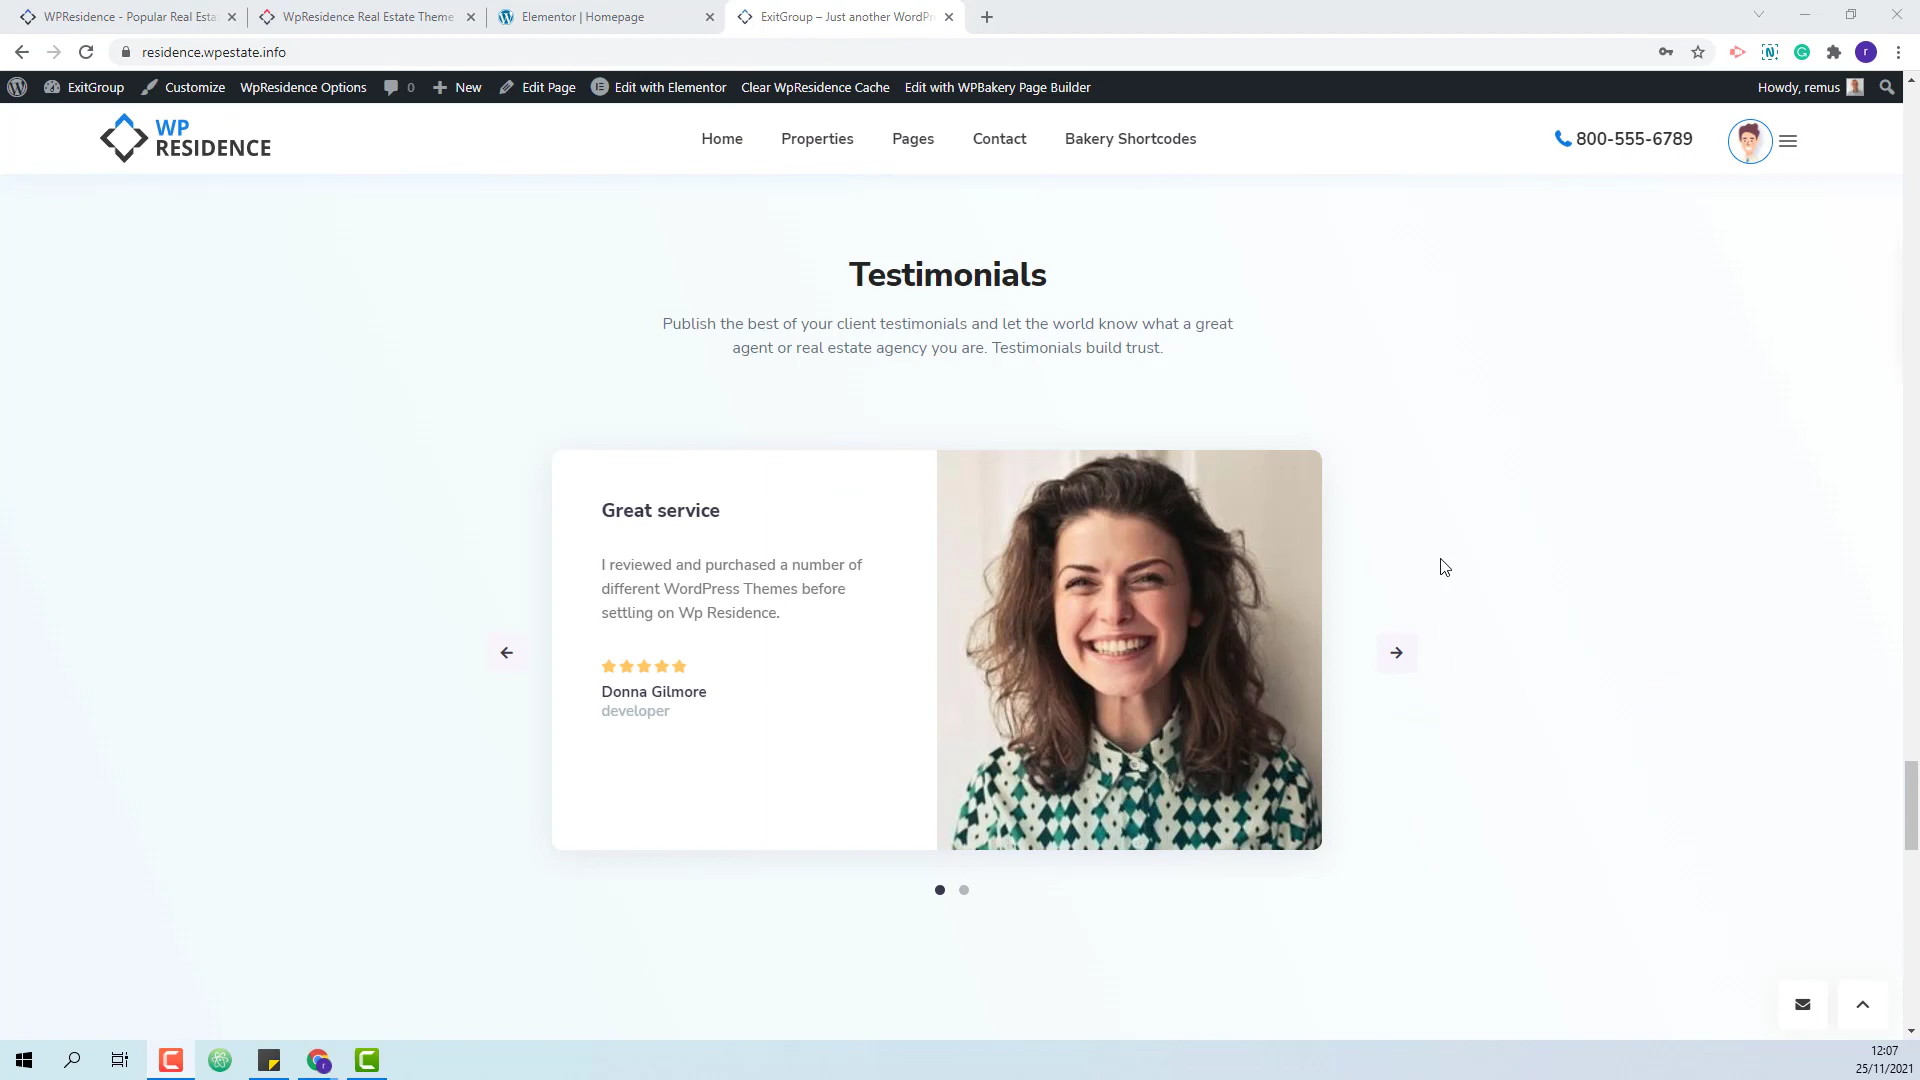 WPResidence - Popular Real Esta
WpResidence Real Estate Theme
Elementor | Homepage
ExitGroup – Just another WordPr
residence.wpestate.info
r
ExitGroup
Customize
WpResidence Options
0
New
Edit Page
Edit with Elementor
Clear WpResidence Cache
Edit with WPBakery Page Builder
Howdy, remus
WP
RESIDENCE
Home
Properties
Pages
Contact
Bakery Shortcodes
800-555-6789
Testimonials
Publish the best of your client testimonials and let the world know what a great
agent or real estate agency you are. Testimonials build trust.
Great service
I reviewed and purchased a number of
different WordPress Themes before
settling on Wp Residence.
Donna Gilmore
developer
12:07
25/11/2021